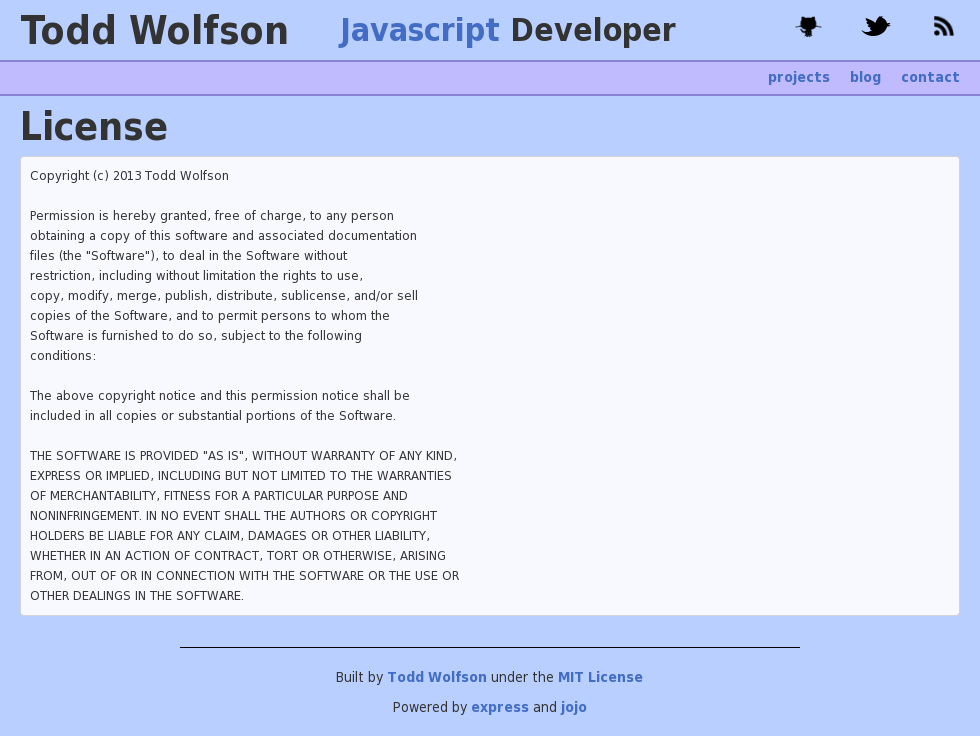 Todd Wolfson Javascript Developer
projects blog contact
License
Copyright (c) 2013 Todd Wolfson
Permission is hereby granted, free of charge, to any person
obtaining a copy of this software and associated documentation
files (the "Software"), to deal in the Software without
restriction, including without limitation the rights to use,
copy, modify, merge, publish, distribute, sublicense, and/or sell
copies of the Software, and to permit persons to whom the
Software is furnished to do so, subject to the following
conditions:
The above copyright notice and this permission notice shall be
included in all copies or substantial portions of the Software.
THE SOFTWARE IS PROVIDED "AS IS", WITHOUT WARRANTY OF ANY KIND,
EXPRESS OR IMPLIED, INCLUDING BUT NOT LIMITED TO THE WARRANTIES
OF MERCHANTABILITY, FITNESS FOR A PARTICULAR PURPOSE AND
NONINFRINGEMENT. IN NO EVENT SHALL THE AUTHORS OR COPYRIGHT
HOLDERS BE LIABLE FOR ANY CLAIM, DAMAGES OR OTHER LIABILITY,
WHETHER IN AN ACTION OF CONTRACT, TORT OR OTHERWISE, ARISING
FROM, OUT OF OR IN CONNECTION WITH THE SOFTWARE OR THE USE OR
OTHER DEALINGS IN THE SOFTWARE.
Built by Todd Wolfson under the MIT License
Powered by express and jojo